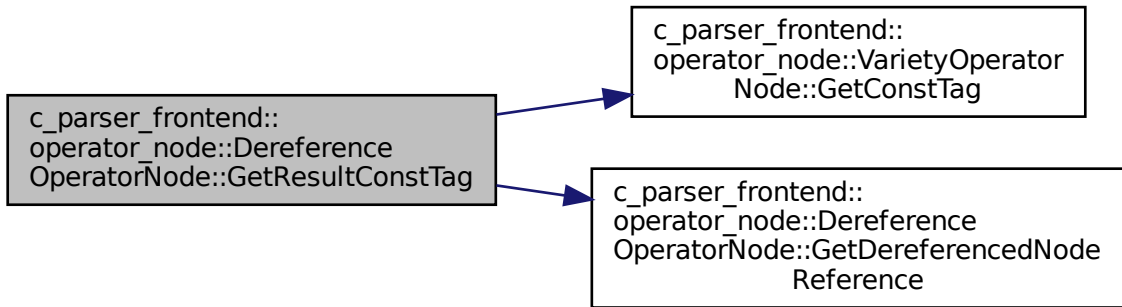 c_parser_frontend::
operator_node::Dereference
OperatorNode::GetResultConstTag
c_parser_frontend::
operator_node::VarietyOperator
Node::GetConstTag
c_parser_frontend::
operator_node::Dereference
OperatorNode::GetDereferencedNode
Reference